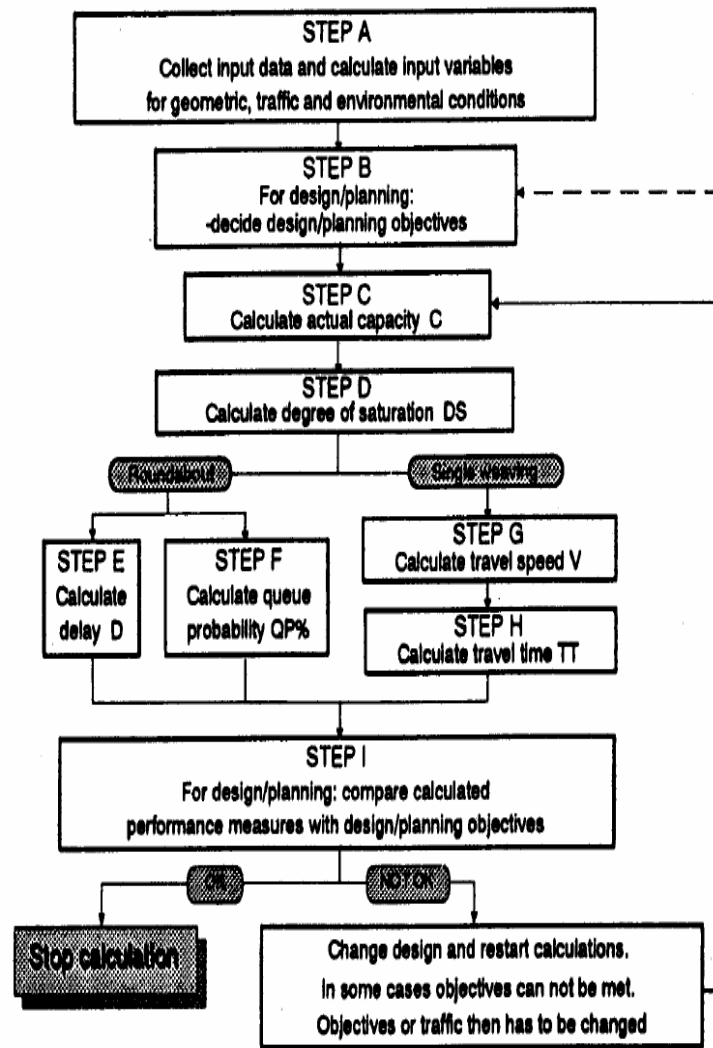 STEP A
Collect input data and calculate input variables
for geometric, traffic and environmental conditions
STEP B
For design/planning:
-decide design/planning objectives
STEP C
Calculate actual capacity C
STEP D
Calculate degree of saturation DS
Roundabout
Single weaving
STEP E
Calculate
delay D
STEP F
Calculate queue
probability QP%
STEP G
Calculate travel speed V
STEP H
Calculate travel time TT
STEP I
For design/planning: compare calculated
performance measures with design/planning objectives
OK
NOT OK
Stop calculation
Change design and restart calculations.
In some cases objectives can not be met.
Objectives or traffic then has to be changed